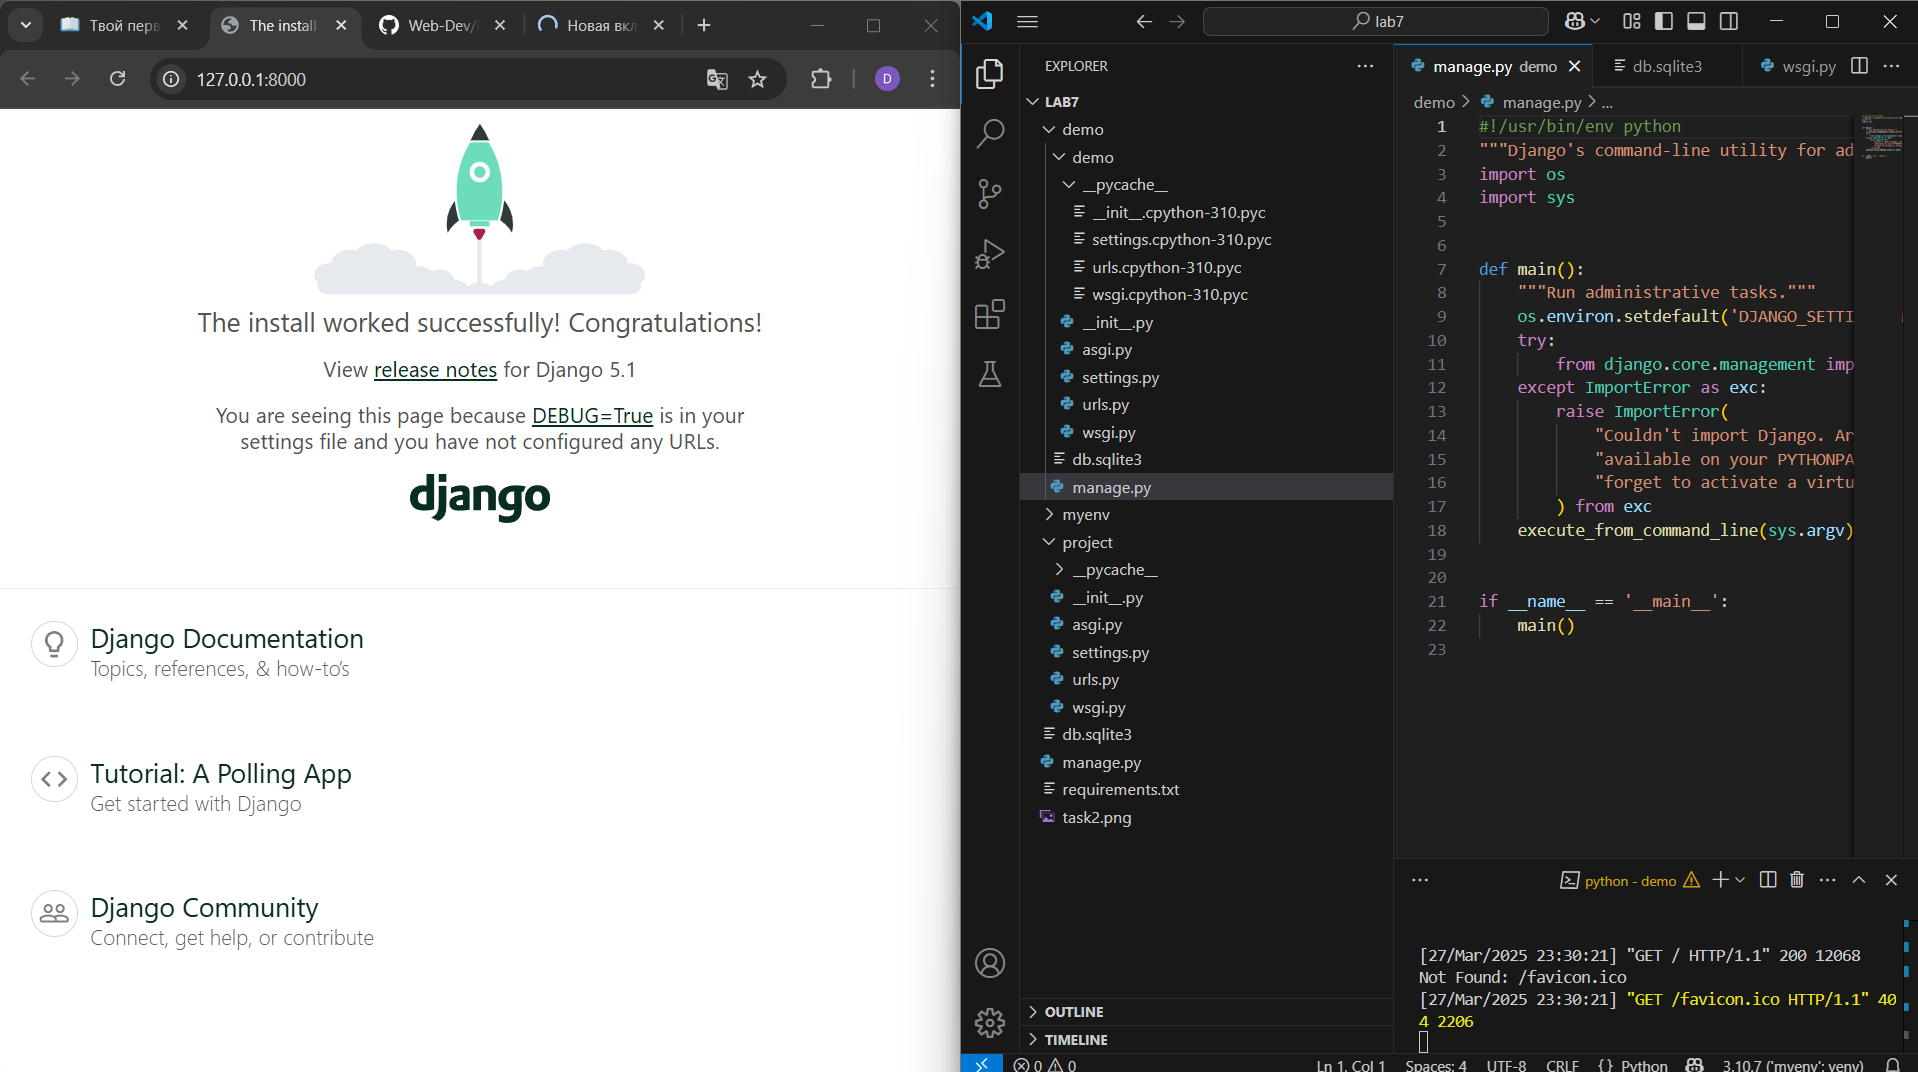 Твой перв
The install
Web-Dev/
Новая вкл
127.0.0.1:8000
D
The install worked successfully! Congratulations!
View release notes for Django 5.1
You are seeing this page because DEBUG=True is in your
settings file and you have not configured any URLs.
django
Django Documentation
Topics, references, & how-to's
Tutorial: A Polling App
Get started with Django
Django Community
Connect, get help, or contribute
lab7
EXPLORER
LAB7
demo
demo
__pycache__
__init__.cpython-310.pyc
settings.cpython-310.pyc
urls.cpython-310.pyc
wsgi.cpython-310.pyc
__init__.py
asgi.py
settings.py
urls.py
wsgi.py
db.sqlite3
manage.py
myenv
project
__pycache__
__init__.py
asgi.py
settings.py
urls.py
wsgi.py
db.sqlite3
manage.py
requirements.txt
task2.png
OUTLINE
TIMELINE
manage.py demo
db.sqlite3
wsgi.py
demo > manage.py > ...
1 #!/usr/bin/env python
2 """Django's command-line utility for ad
3 import os
4 import sys
5
6
7 def main():
8 """Run administrative tasks."""
9 os.environ.setdefault('DJANGO_SETTI
10 try:
11 from django.core.management imp
12 except ImportError as exc:
13 raise ImportError(
14 "Couldn't import Django. Ar
15 "available on your PYTHONPA
16 "forget to activate a virtu
17 ) from exc
18 execute_from_command_line(sys.argv)
19
20
21 if __name__ == '__main__':
22 main()
23
python - demo
[27/Mar/2025 23:30:21] "GET / HTTP/1.1" 200 12068
Not Found: /favicon.ico
[27/Mar/2025 23:30:21] "GET /favicon.ico HTTP/1.1" 40
4 2206
0 0
Ln 1, Col 1
Spaces: 4
UTF-8
CRLF
{} Python
3.10.7 ('myenv': venv)